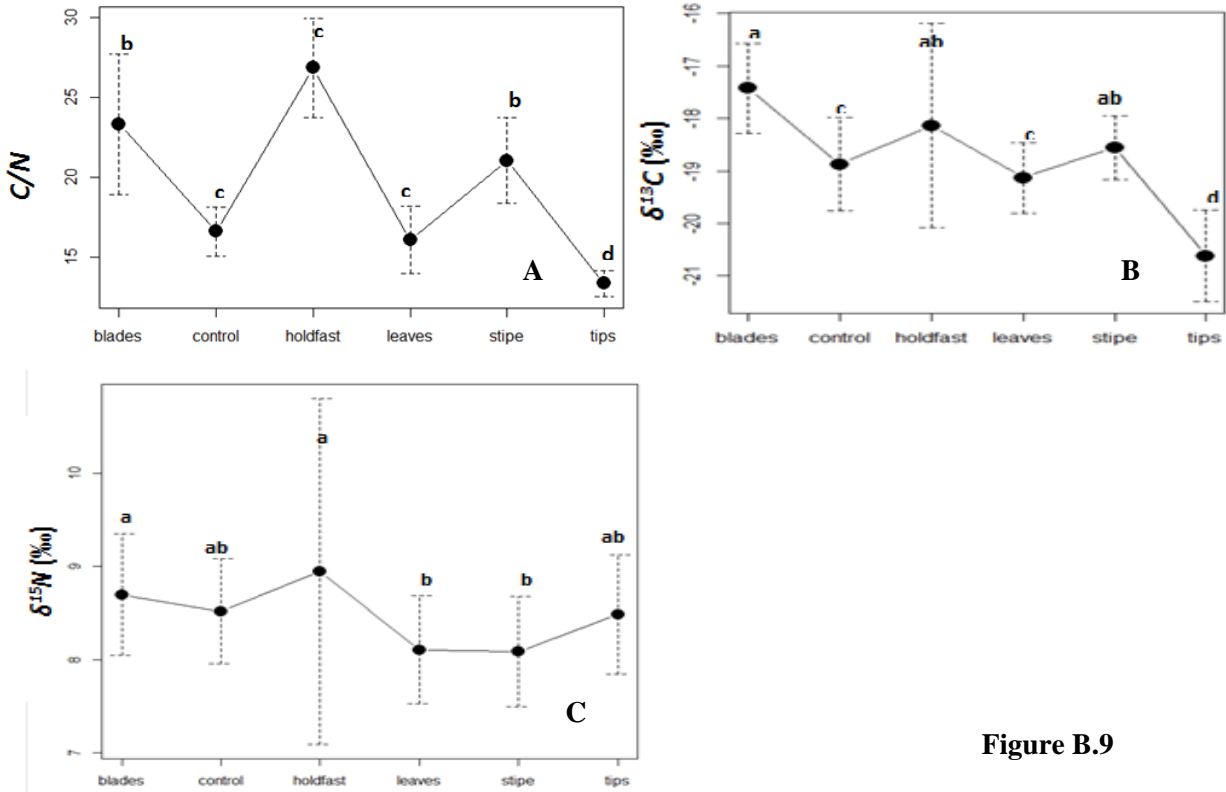 30
25
20
15
C/N
b
c
c
c
b
d
A
blades control holdfast leaves stipe tips
-16
-17
-18
-19
-20
-21
δ¹³C (‰)
a
c
ab
c
ab
d
B
blades control holdfast leaves stipe tips
10
9
8
7
δ¹⁵N (‰)
a
ab
a
b
b
ab
C
blades control holdfast leaves stipe tips
Figure B.9